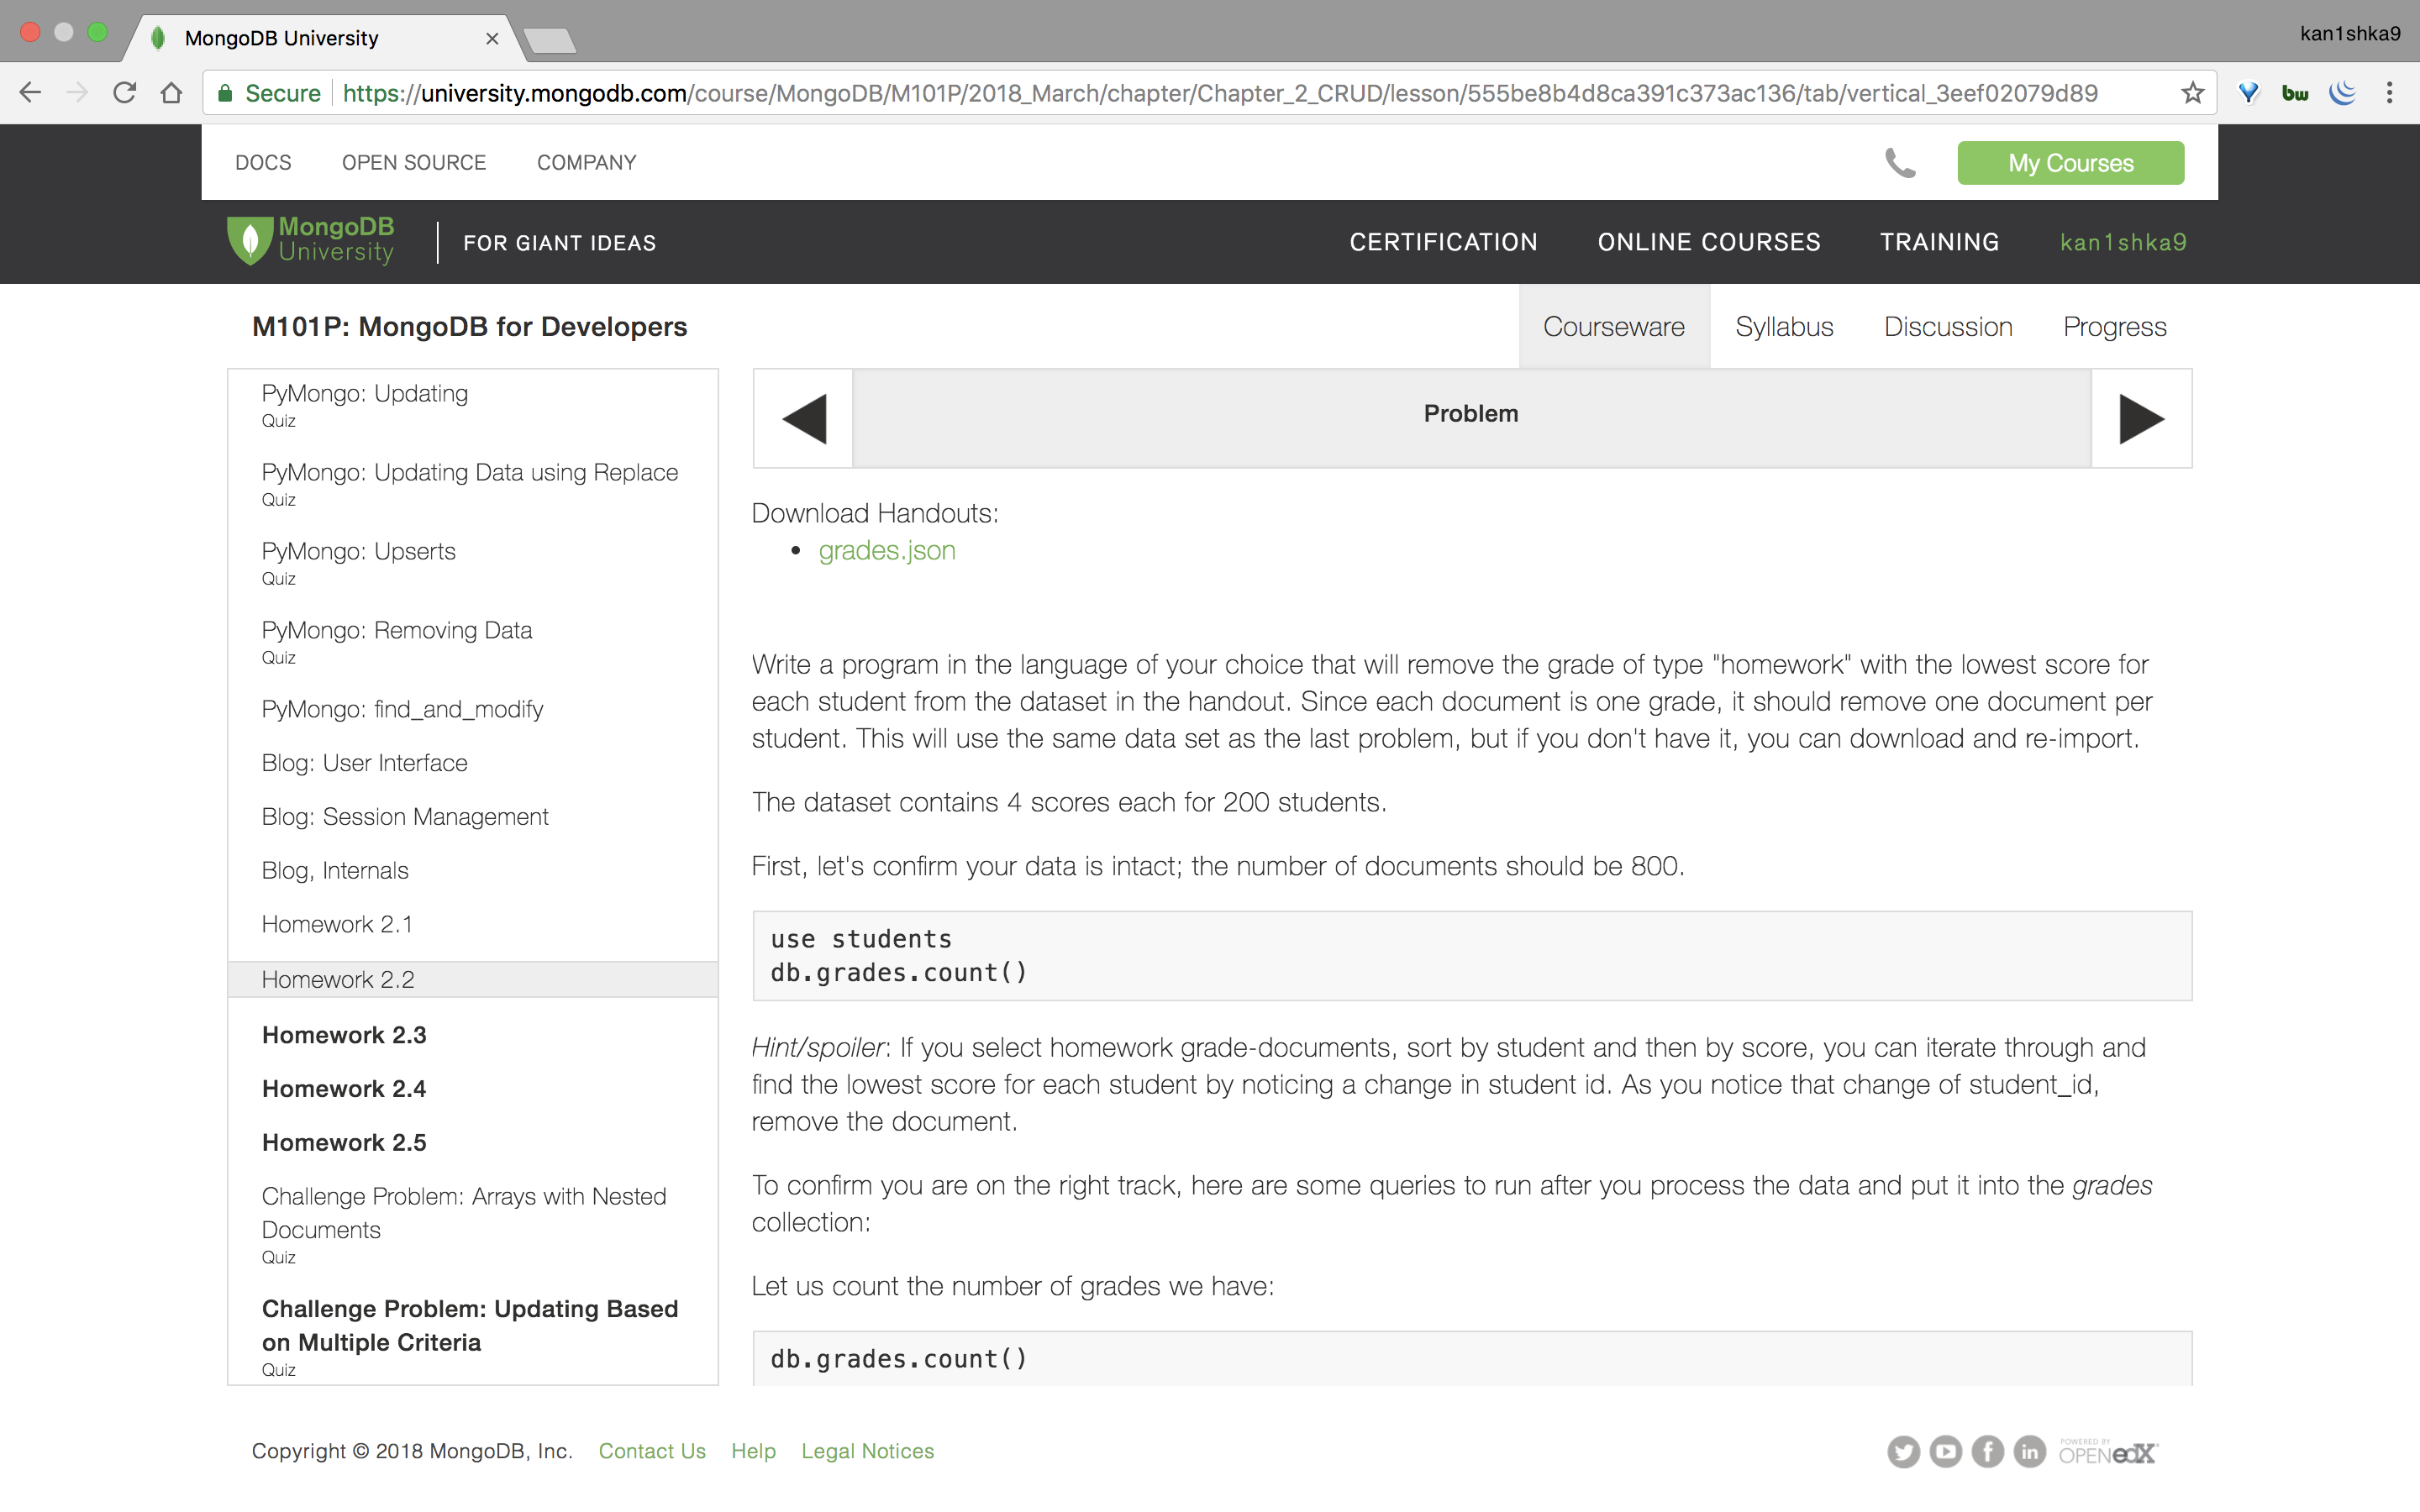 MongoDB University
kan1shka9
Secure https://university.mongodb.com/course/MongoDB/M101P/2018_March/chapter/Chapter_2_CRUD/lesson/555be8b4d8ca391c373ac136/tab/vertical_3eef02079d89
bw
DOCS OPEN SOURCE COMPANY
My Courses
MongoDB
University
FOR GIANT IDEAS
CERTIFICATION ONLINE COURSES TRAINING kan1shka9
M101P: MongoDB for Developers
Courseware Syllabus Discussion Progress
PyMongo: Updating
Quiz
PyMongo: Updating Data using Replace
Quiz
PyMongo: Upserts
Quiz
PyMongo: Removing Data
Quiz
PyMongo: find_and_modify
Blog: User Interface
Blog: Session Management
Blog, Internals
Homework 2.1
Homework 2.2
Homework 2.3
Homework 2.4
Homework 2.5
Challenge Problem: Arrays with Nested
Documents
Quiz
Challenge Problem: Updating Based
on Multiple Criteria
Quiz
Problem
Download Handouts:
• grades.json
Write a program in the language of your choice that will remove the grade of type "homework" with the lowest score for
each student from the dataset in the handout. Since each document is one grade, it should remove one document per
student. This will use the same data set as the last problem, but if you don't have it, you can download and re-import.
The dataset contains 4 scores each for 200 students.
First, let's confirm your data is intact; the number of documents should be 800.
use students
db.grades.count()
Hint/spoiler: If you select homework grade-documents, sort by student and then by score, you can iterate through and
find the lowest score for each student by noticing a change in student id. As you notice that change of student_id,
remove the document.
To confirm you are on the right track, here are some queries to run after you process the data and put it into the grades
collection:
Let us count the number of grades we have:
db.grades.count()
Copyright © 2018 MongoDB, Inc. Contact Us Help Legal Notices
POWERED BY
OPEN edX